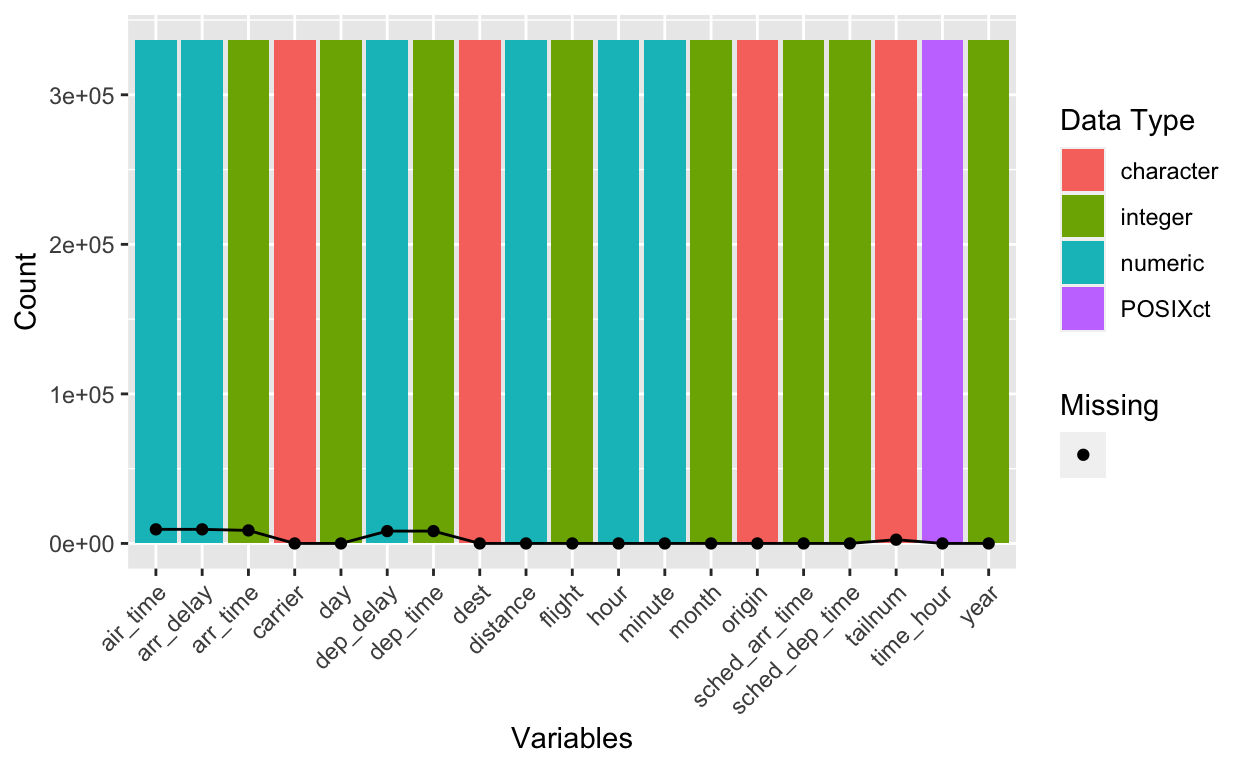 3e+05
2e+05
1e+05
0e+00
Count
air_time
arr_delay
arr_time
carrier
day
dep_delay
dep_time
dest
distance
flight
hour
minute
month
origin
sched_arr_time
sched_dep_time
tailnum
time_hour
year
Variables
Data Type
character
integer
numeric
POSIXct
Missing